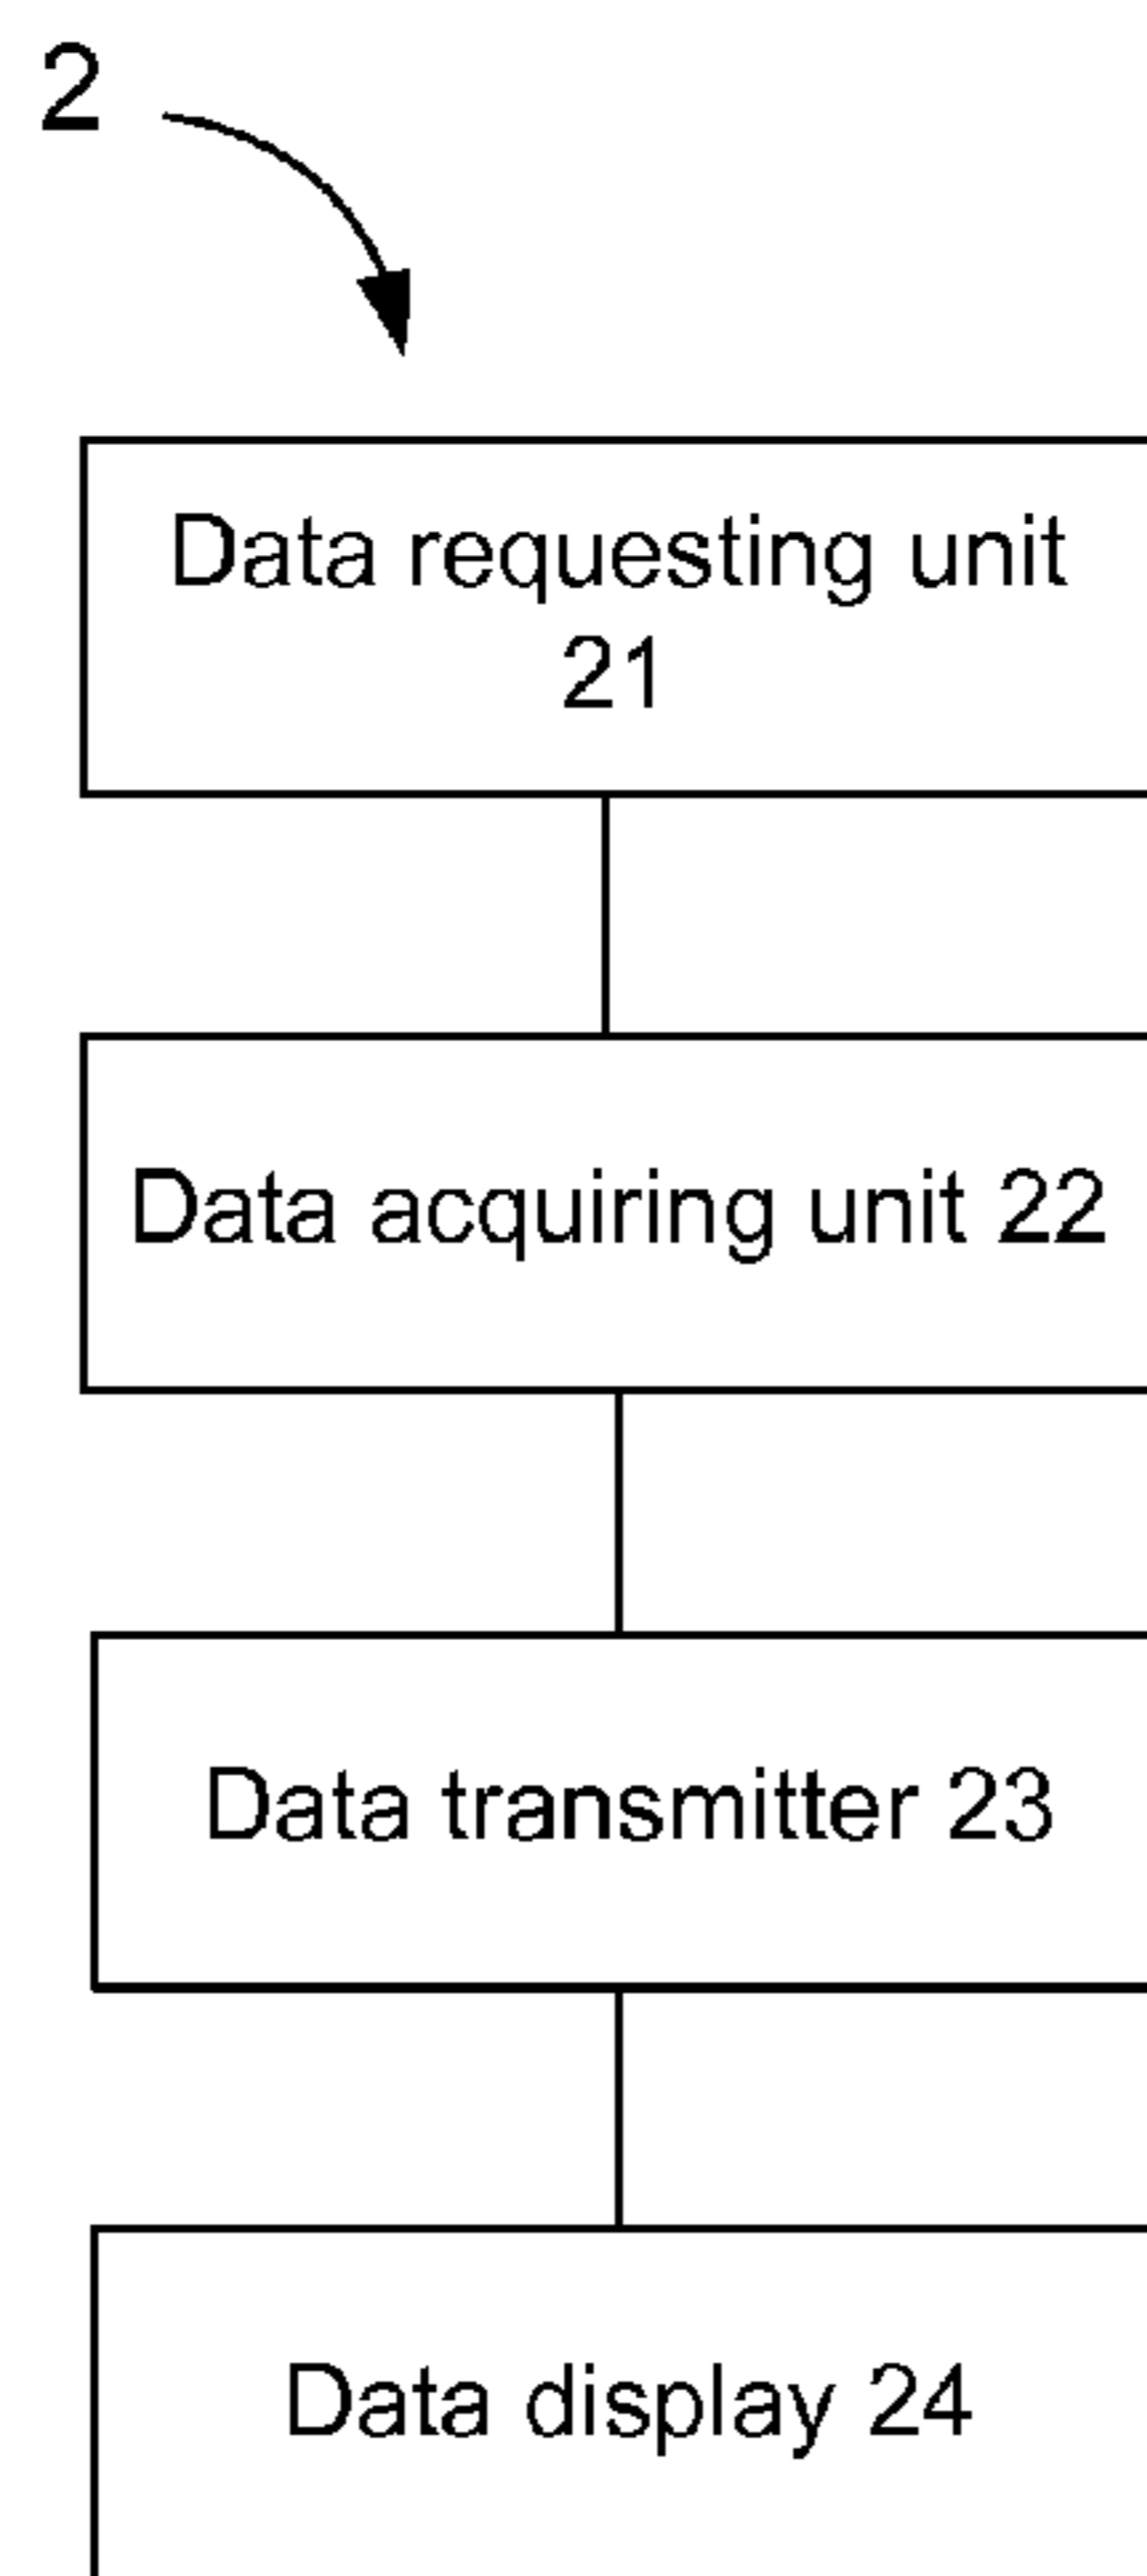 2
Data requesting unit
21
Data acquiring unit 22
Data transmitter 23
Data display 24